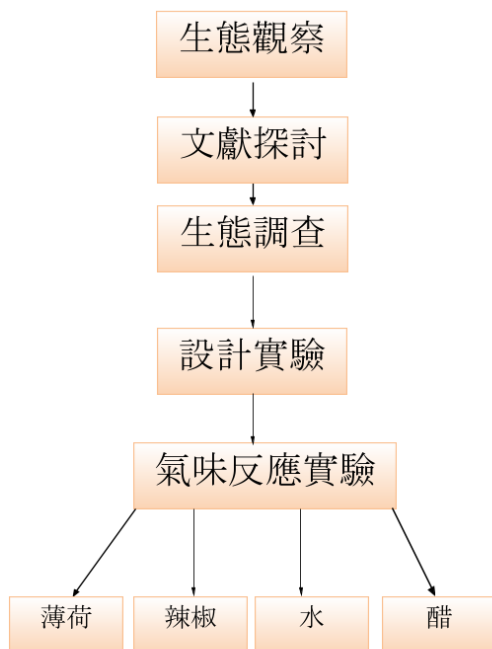 生態觀察
文獻探討
生態調查
設計實驗
氣味反應實驗
薄荷
辣椒
水
醋